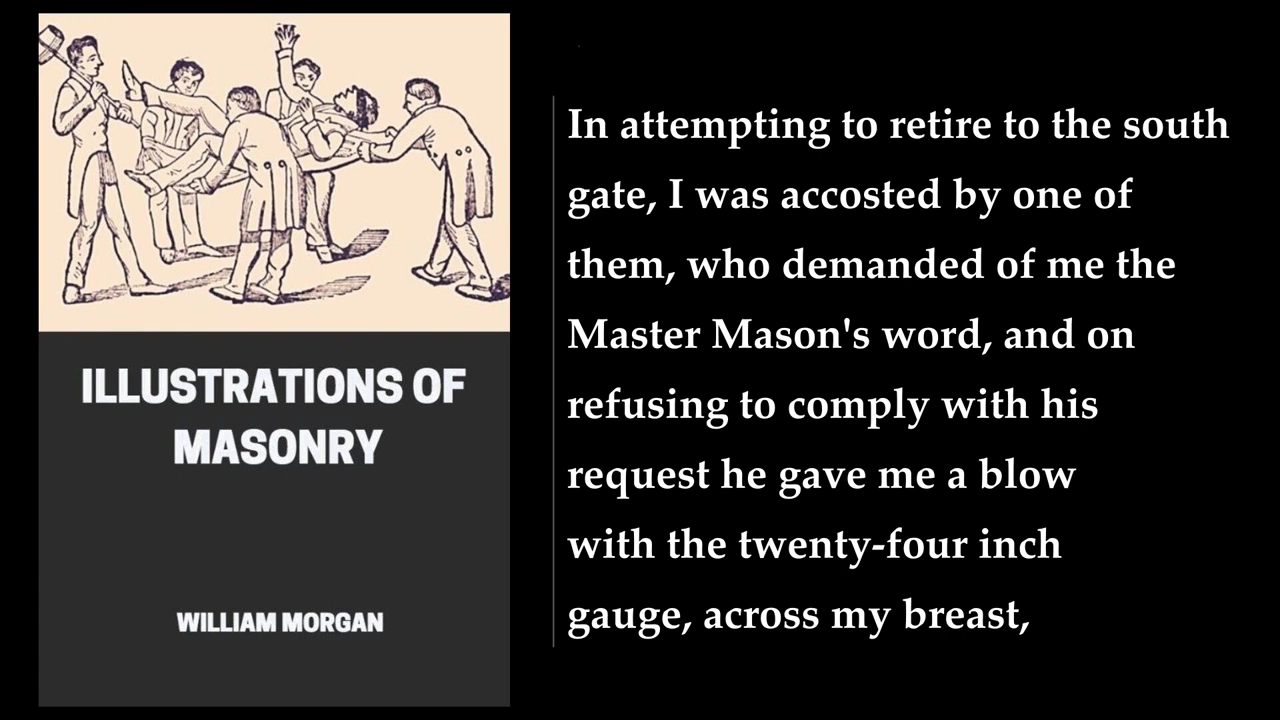 ILLUSTRATIONS OF
MASONRY
WILLIAM MORGAN
In attempting to retire to the south
gate, I was accosted by one of
them, who demanded of me the
Master Mason's word, and on
refusing to comply with his
request he gave me a blow
with the twenty-four inch
gauge, across my breast,